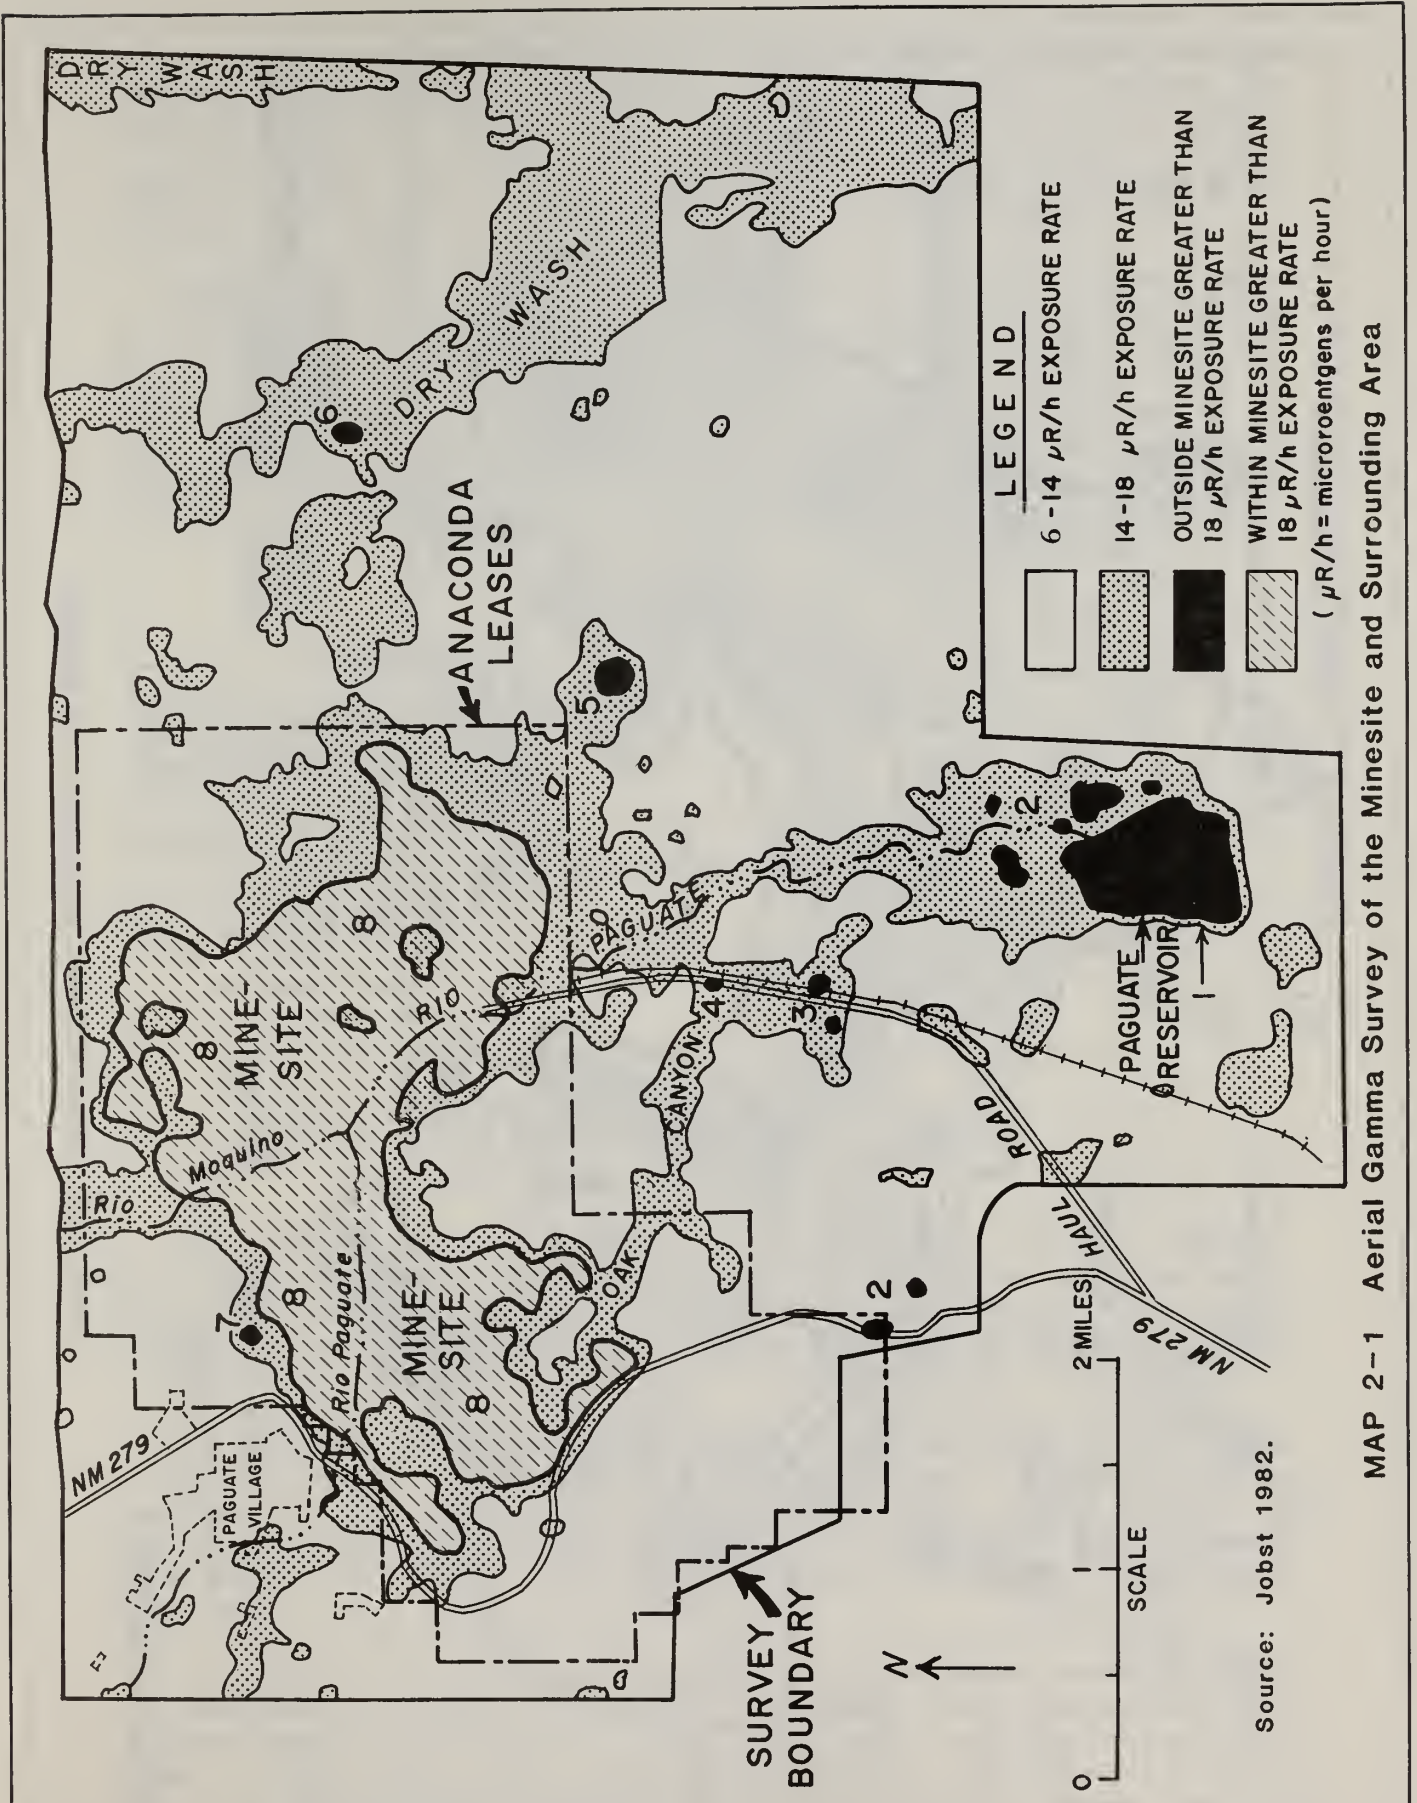 DRY WASH
NM 279
PAGUATE
VILLAGE
RIO
Moquino
7
8
8
8
8
MINE-
SITE
MINE-
SITE
Rio Paguate
RIO
PAGUATE
ANACONDA
LEASES
6
DRY WASH
5
OAK CANYON
4
3
2
2
PAGUATE
RESERVOIR
1
HAUL ROAD
NM 279
SURVEY
BOUNDARY
N
0 1 2 MILES
SCALE
LEGEND
6-14 μR/h EXPOSURE RATE
14-18 μR/h EXPOSURE RATE
OUTSIDE MINESITE GREATER THAN
18 μR/h EXPOSURE RATE
WITHIN MINESITE GREATER THAN
18 μR/h EXPOSURE RATE
(μR/h = microroentgens per hour)
Source: Jobst 1982.
MAP 2-1 Aerial Gamma Survey of the Minesite and Surrounding Area